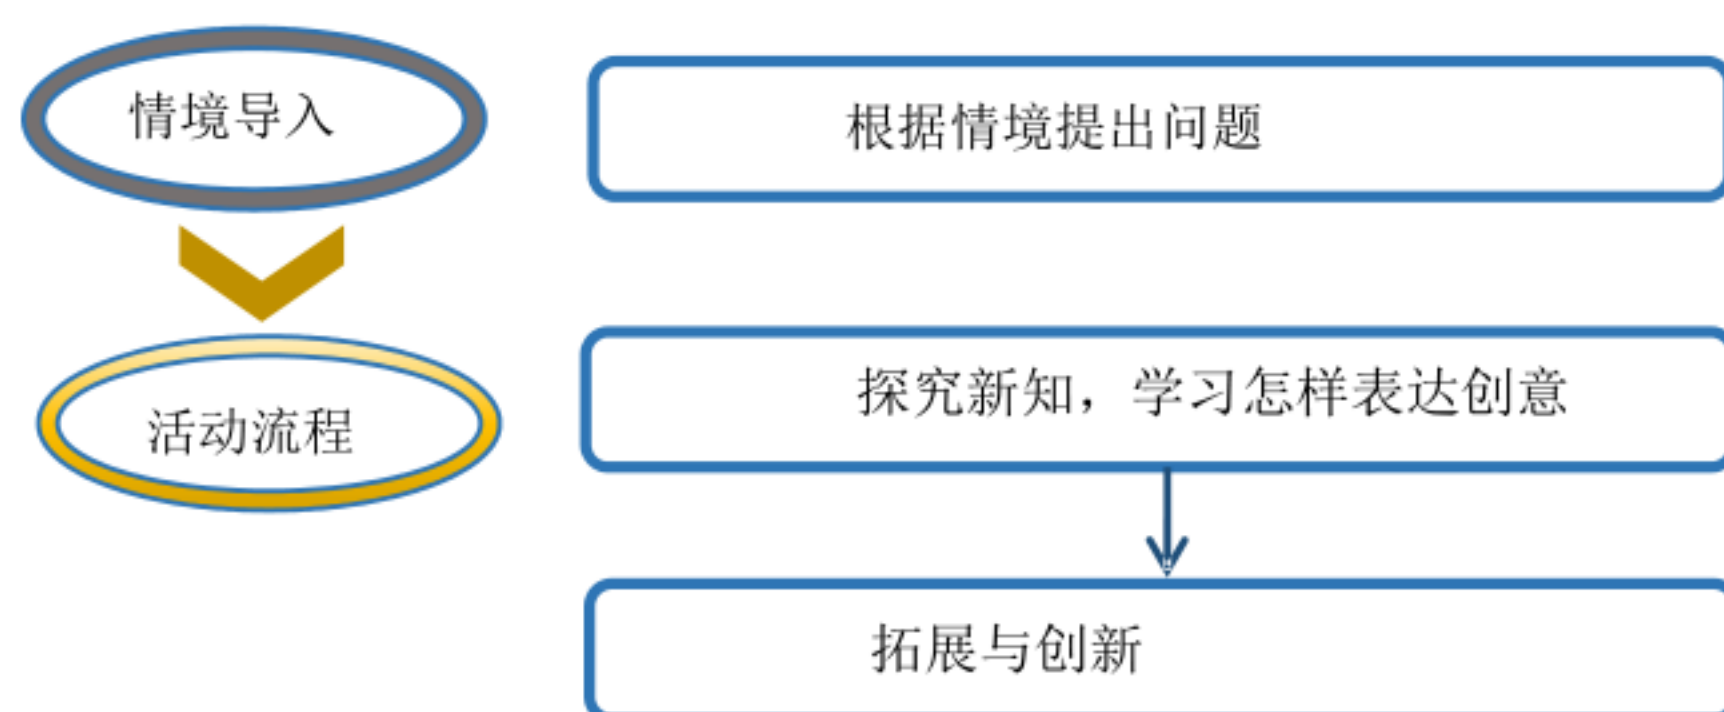 情境导入
根据情境提出问题
活动流程
探究新知，学习怎样表达创意
拓展与创新